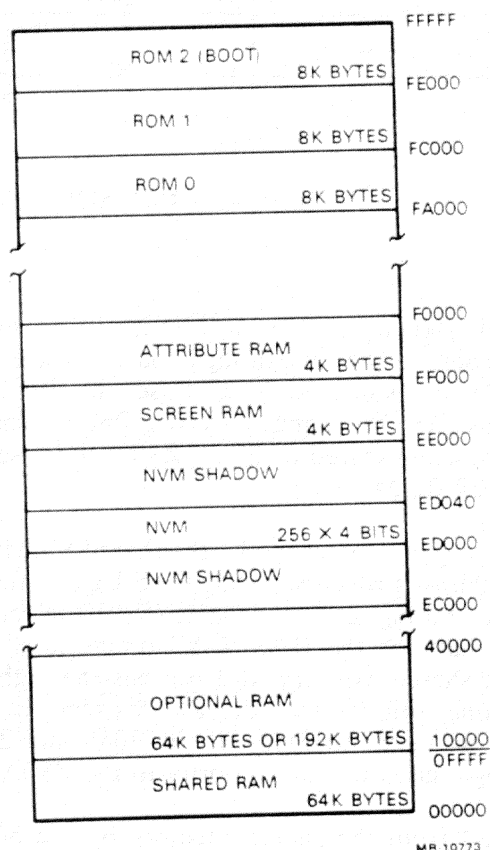 FFFFF
ROM 2 (BOOT)
8K BYTES
FE000
ROM 1
8K BYTES
FC000
ROM 0
8K BYTES
FA000
F0000
ATTRIBUTE RAM
4K BYTES
EF000
SCREEN RAM
4K BYTES
EE000
NVM SHADOW
ED040
NVM
256 × 4 BITS
ED000
NVM SHADOW
EC000
40000
OPTIONAL RAM
64K BYTES OR 192K BYTES
10000
0FFFF
SHARED RAM
64K BYTES
00000
MR-10773